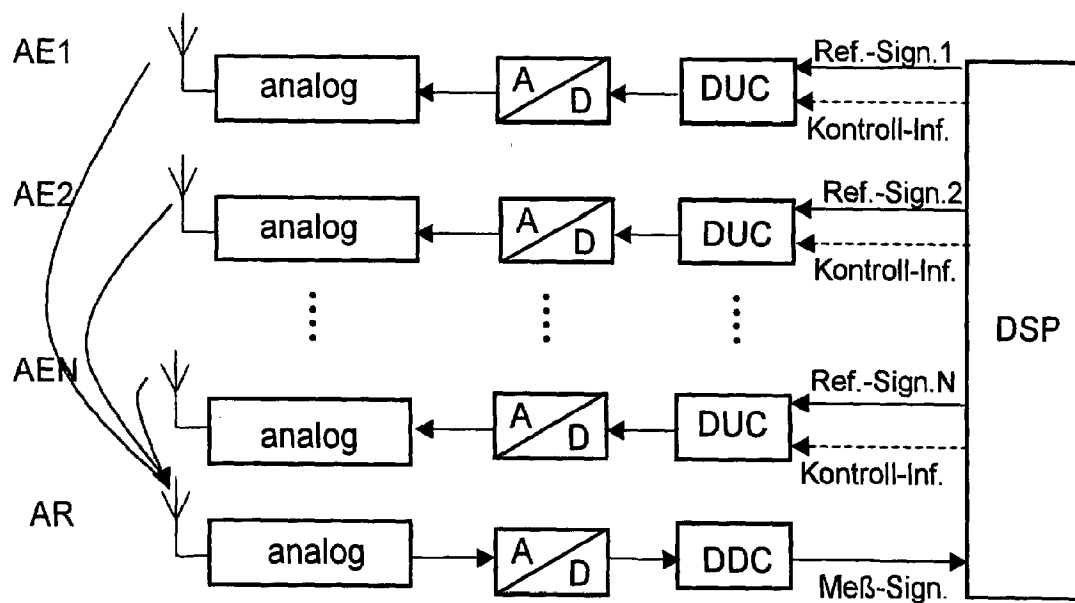 AE1
analog
A
D
DUC
Ref.-Sign.1
Kontroll-Inf.
AE2
analog
A
D
DUC
Ref.-Sign.2
Kontroll-Inf.
DSP
AEN
analog
A
D
DUC
Ref.-Sign.N
Kontroll-Inf.
AR
analog
A
D
DDC
Meß-Sign.